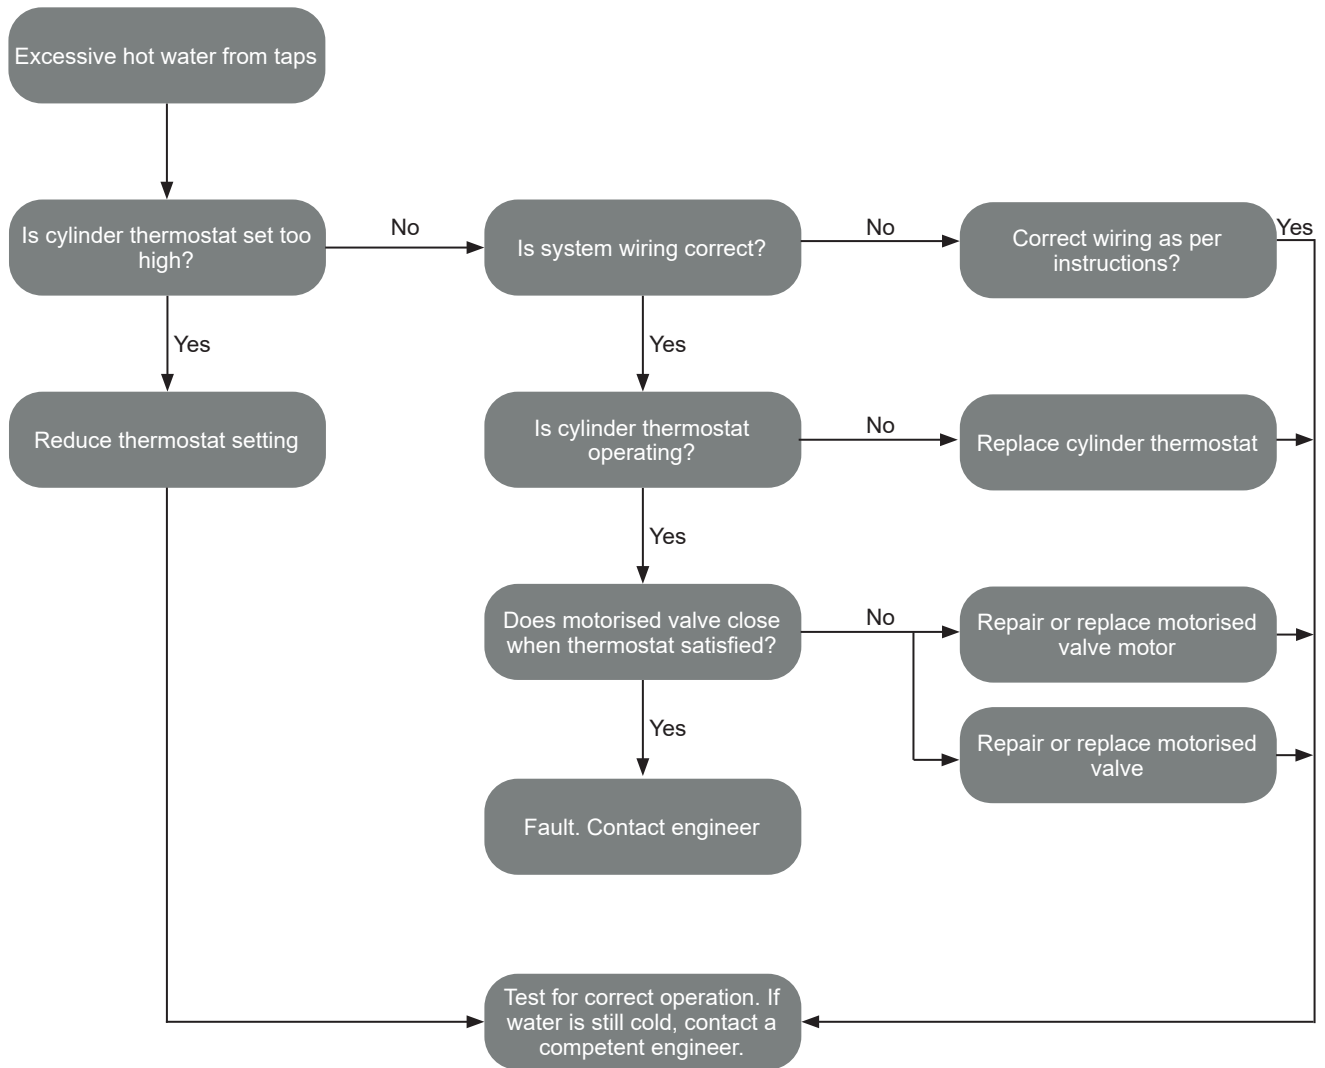 Excessive hot water from taps
Is cylinder thermostat set too
high?
No
Is system wiring correct?
No
Correct wiring as per
instructions?
Yes
Yes
Yes
Reduce thermostat setting
Is cylinder thermostat
operating?
No
Replace cylinder thermostat
Yes
Does motorised valve close
when thermostat satisfied?
No
Repair or replace motorised
valve motor
Yes
Repair or replace motorised
valve
Fault. Contact engineer
Test for correct operation. If
water is still cold, contact a
competent engineer.